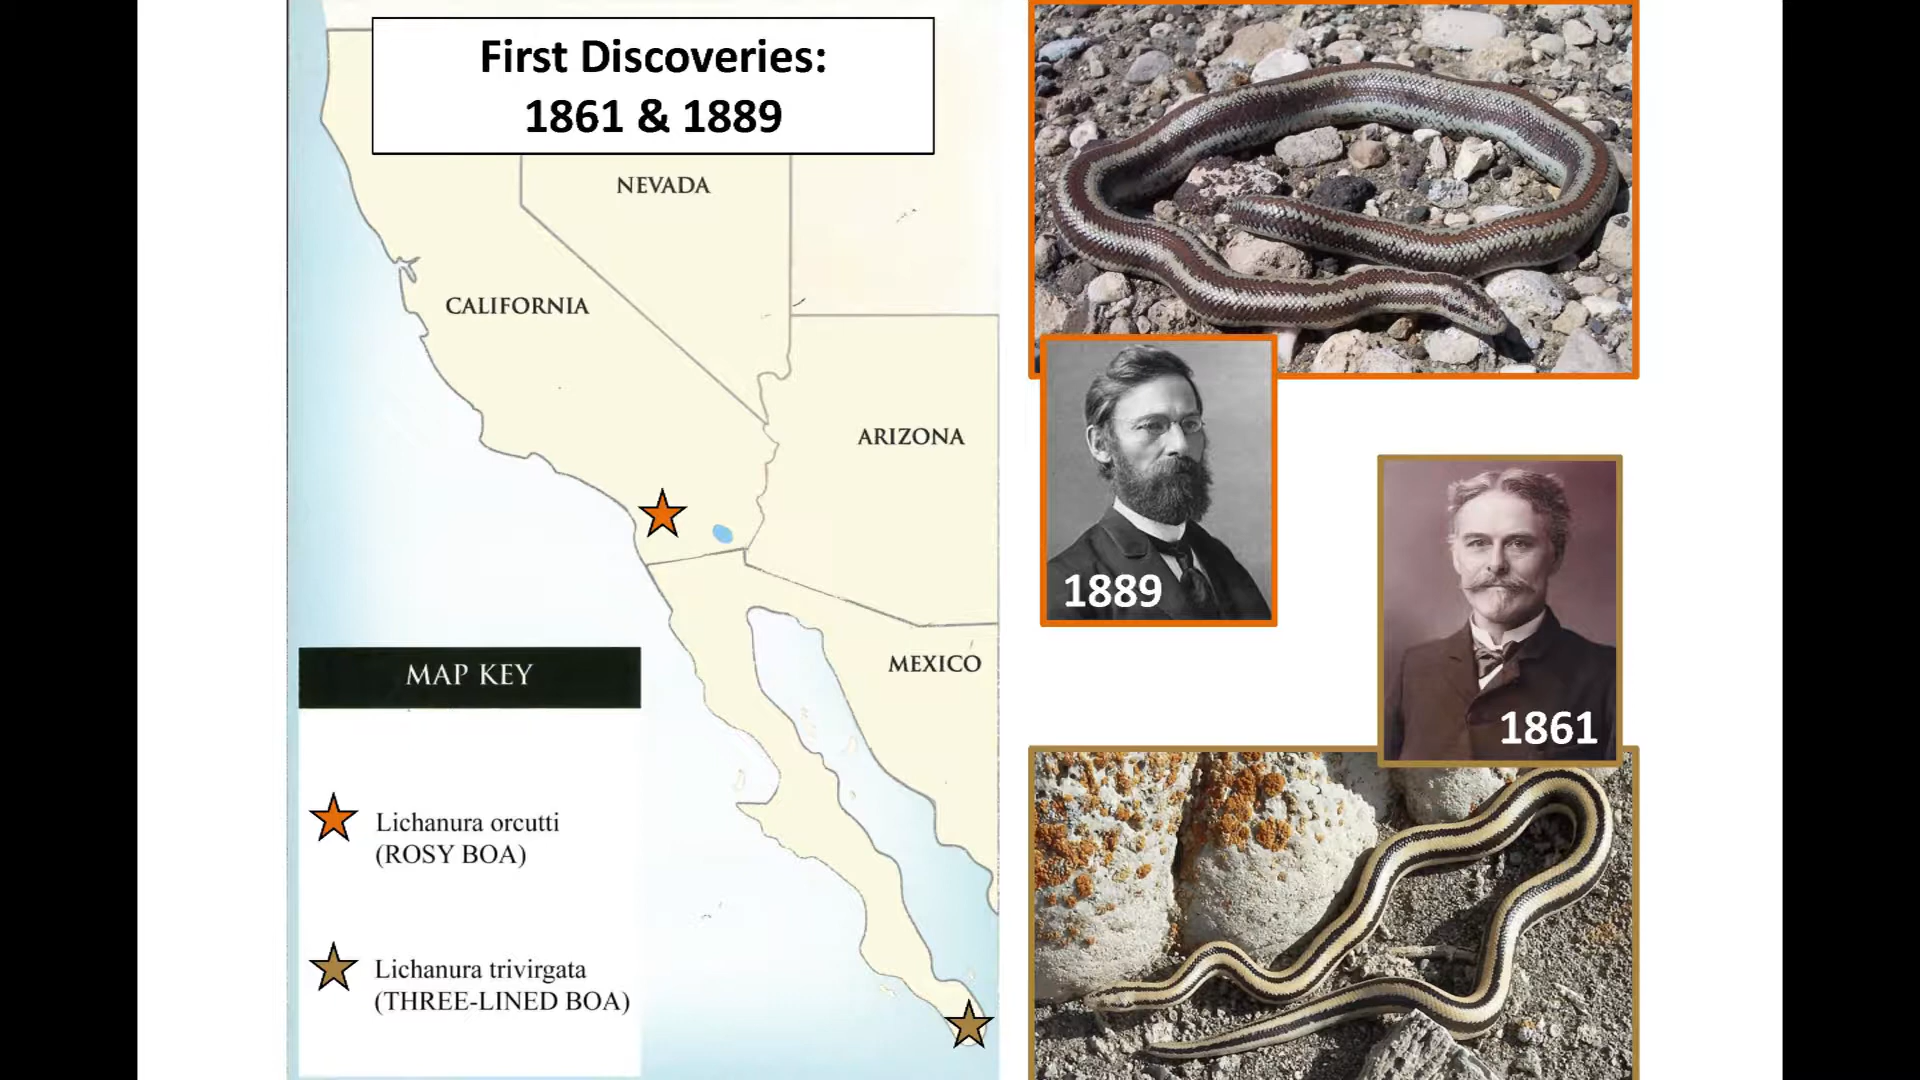 First Discoveries:
1861 & 1889
NEVADA
CALIFORNIA
ARIZONA
MEXICO
MAP KEY
Lichanura orcutti
(ROSY BOA)
Lichanura trivirgata
(THREE-LINED BOA)
1889
1861